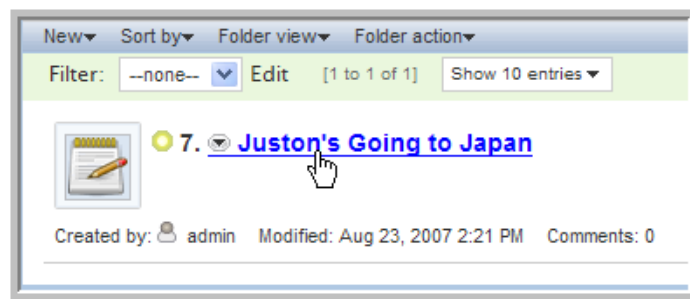 New▾ Sort by▾ Folder view▾ Folder action▾
Filter: --none-- Edit [1 to 1 of 1] Show 10 entries ▾
7. Juston's Going to Japan
Created by: admin Modified: Aug 23, 2007 2:21 PM Comments: 0